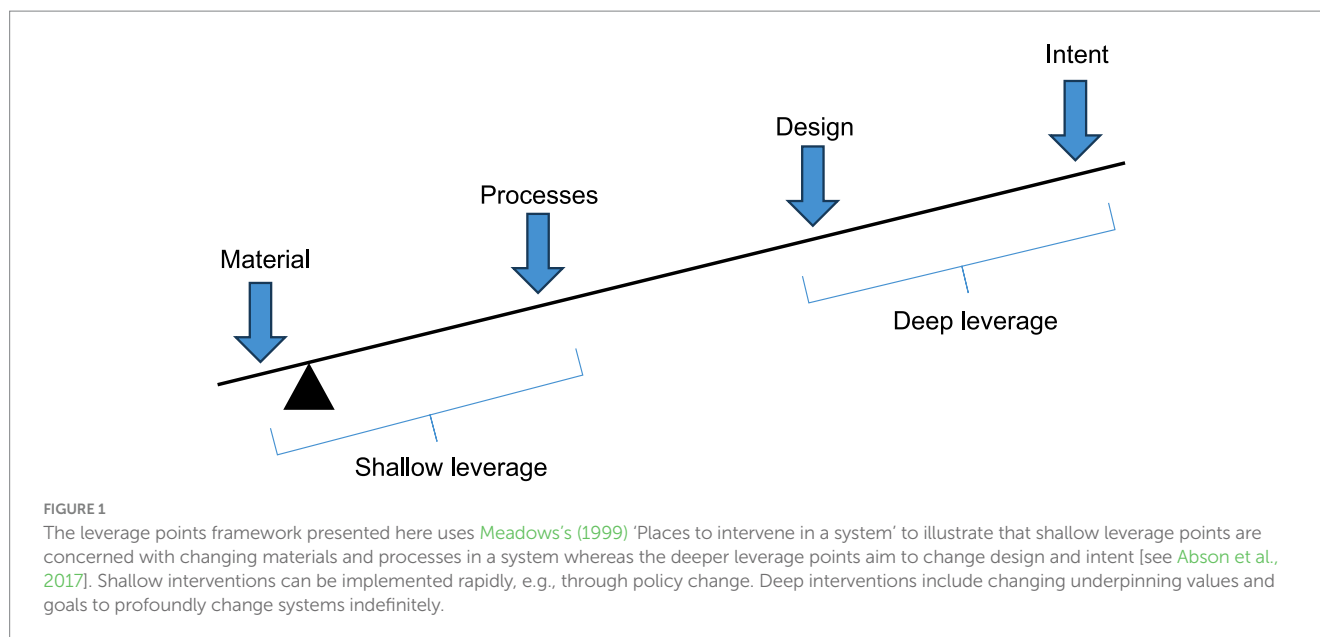 Intent
Design
Processes
Material
Deep leverage
Shallow leverage
FIGURE 1
The leverage points framework presented here uses Meadows's (1999) ‘Places to intervene in a system’ to illustrate that shallow leverage points are
concerned with changing materials and processes in a system whereas the deeper leverage points aim to change design and intent [see Abson et al.,
2017]. Shallow interventions can be implemented rapidly, e.g., through policy change. Deep interventions include changing underpinning values and
goals to profoundly change systems indefinitely.